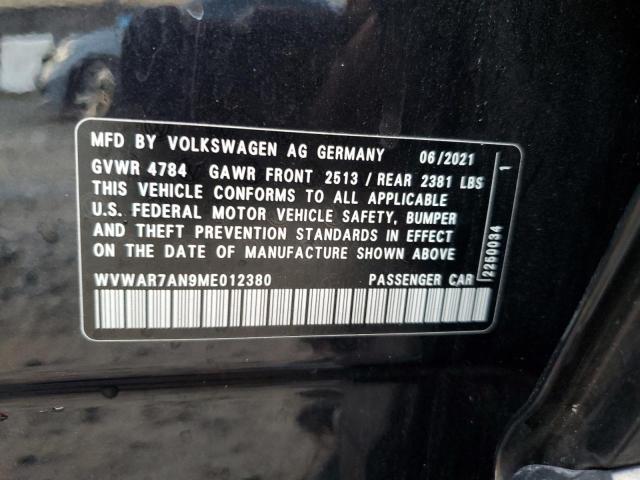 MFD BY VOLKSWAGEN AG GERMANY 06/2021
GVWR 4784 GAWR FRONT 2513 / REAR 2381 LBS
THIS VEHICLE CONFORMS TO ALL APPLICABLE
U.S. FEDERAL MOTOR VEHICLE SAFETY, BUMPER
AND THEFT PREVENTION STANDARDS IN EFFECT
ON THE DATE OF MANUFACTURE SHOWN ABOVE
WVWAR7AN9ME012380 PASSENGER CAR
2250034 1